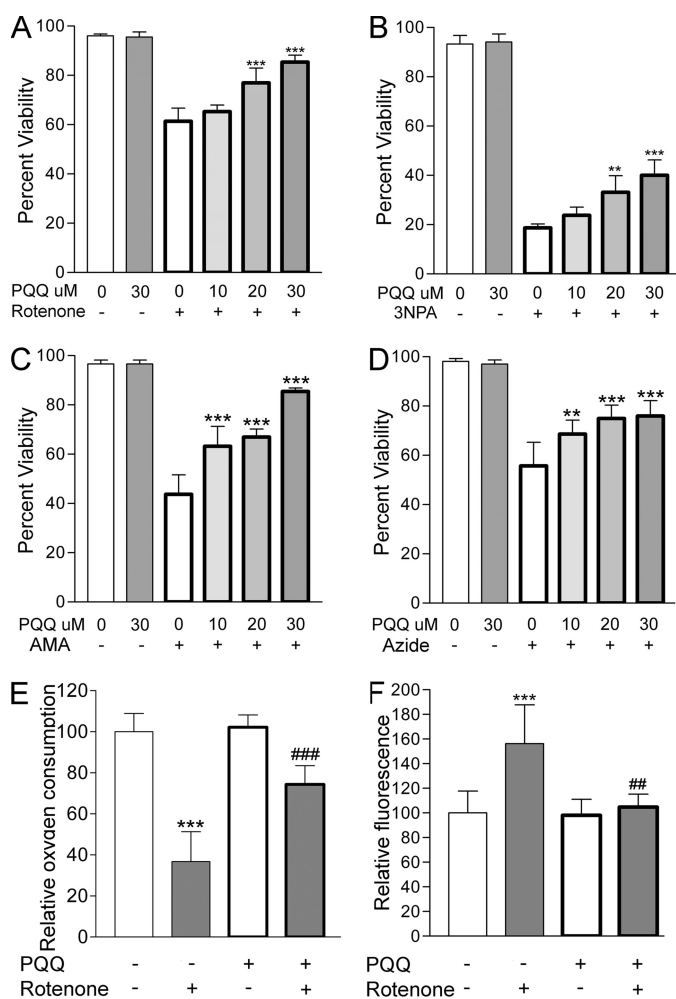 A
Percent Viability
100
80
60
40
20
0
*** ***
PQQ uM 0 30 0 10 20 30
Rotenone - - + + + +
B
Percent Viability
100
80
60
40
20
0
** ***
PQQ uM 0 30 0 10 20 30
3NPA - - + + + +
C
Percent Viability
100
80
60
40
20
0
*** *** ***
PQQ uM 0 30 0 10 20 30
AMA - - + + + +
D
Percent Viability
100
80
60
40
20
0
** *** ***
PQQ uM 0 30 0 10 20 30
Azide - - + + + +
E
Relative oxygen consumption
120
100
80
60
40
20
0
*** ###
PQQ - - + +
Rotenone - + - +
F
Relative fluorescence
200
180
160
140
120
100
80
60
40
20
0
*** ##
PQQ - - + +
Rotenone - + - +